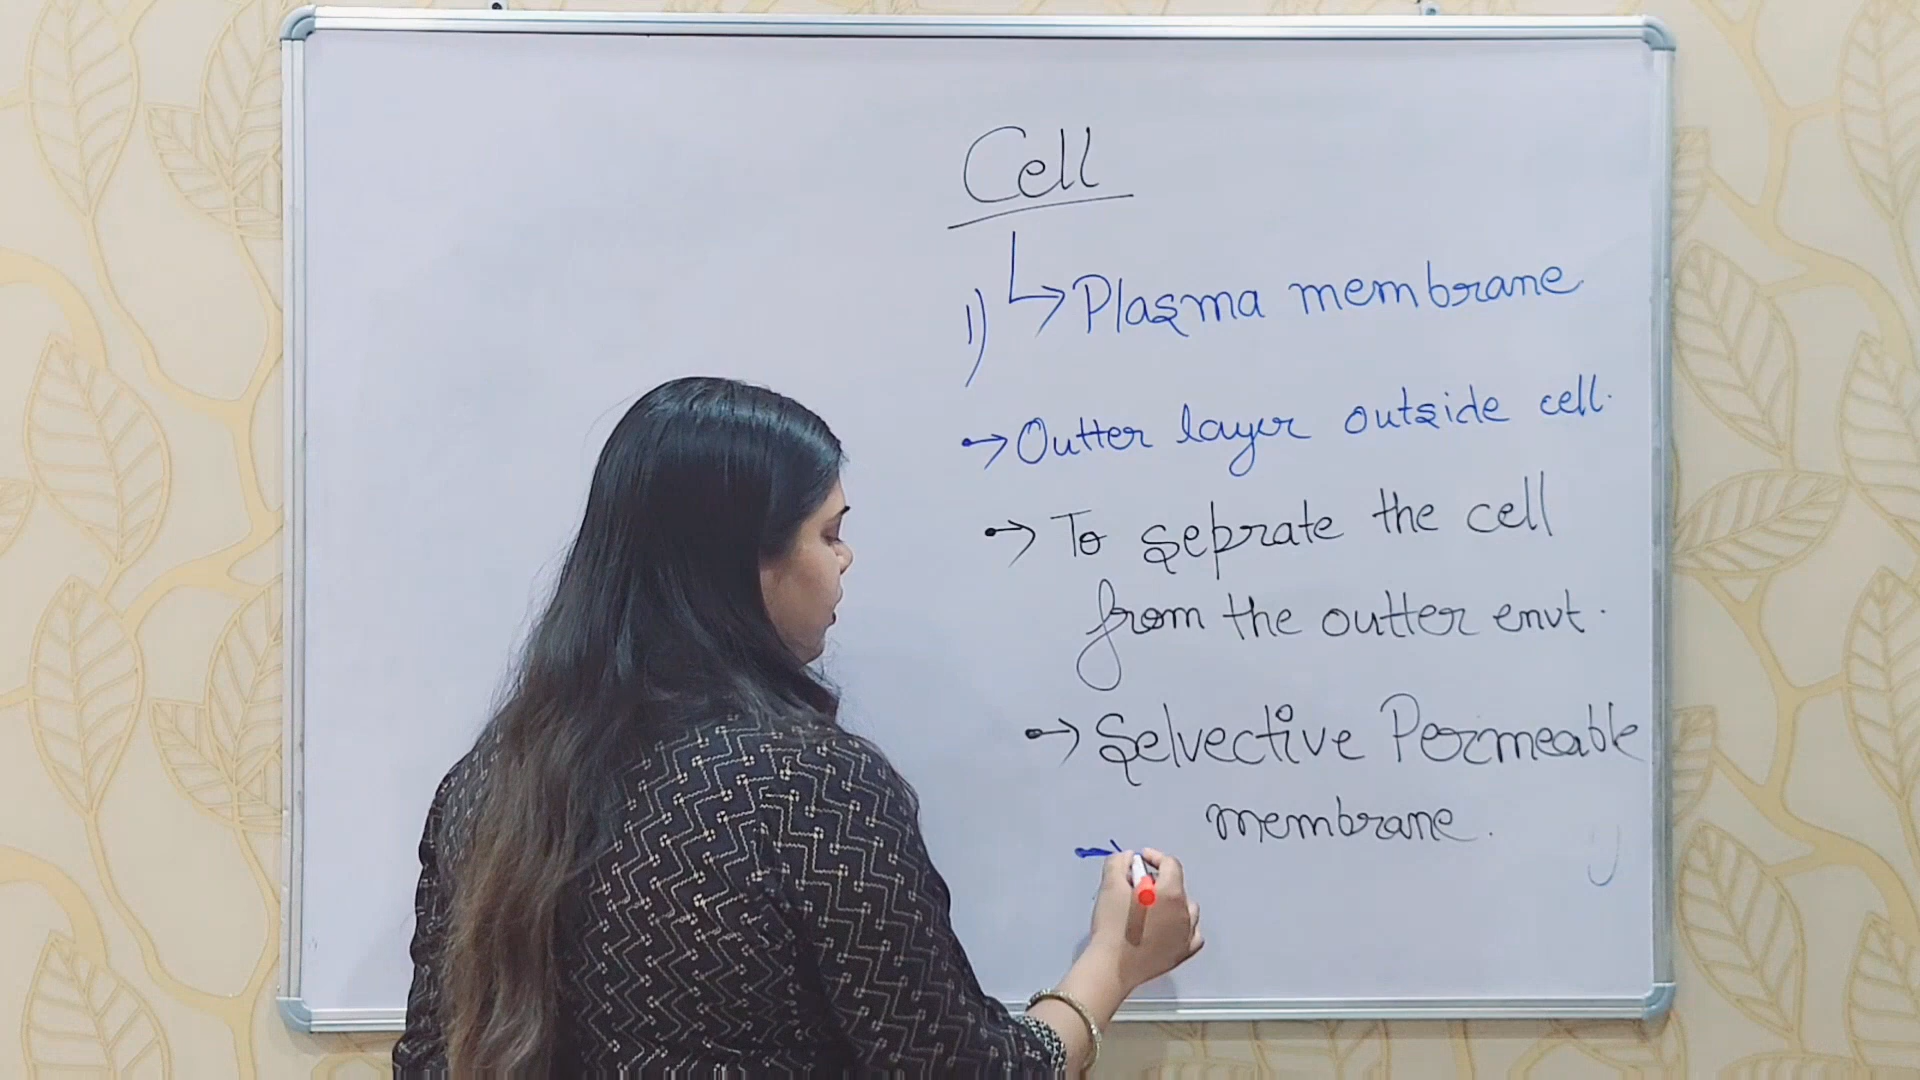 Cell
1) Plasma membrane
Outter layer outside cell.
To seprate the cell
from the outter envt.
Selvective Permeable
membrane.